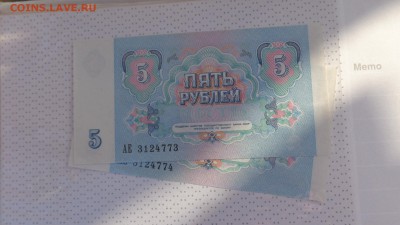 COINS.LAVE.RU
Memo
5 5
ПЯТЬ
РУБЛЕЙ
5
АЕ 3124773
3124774